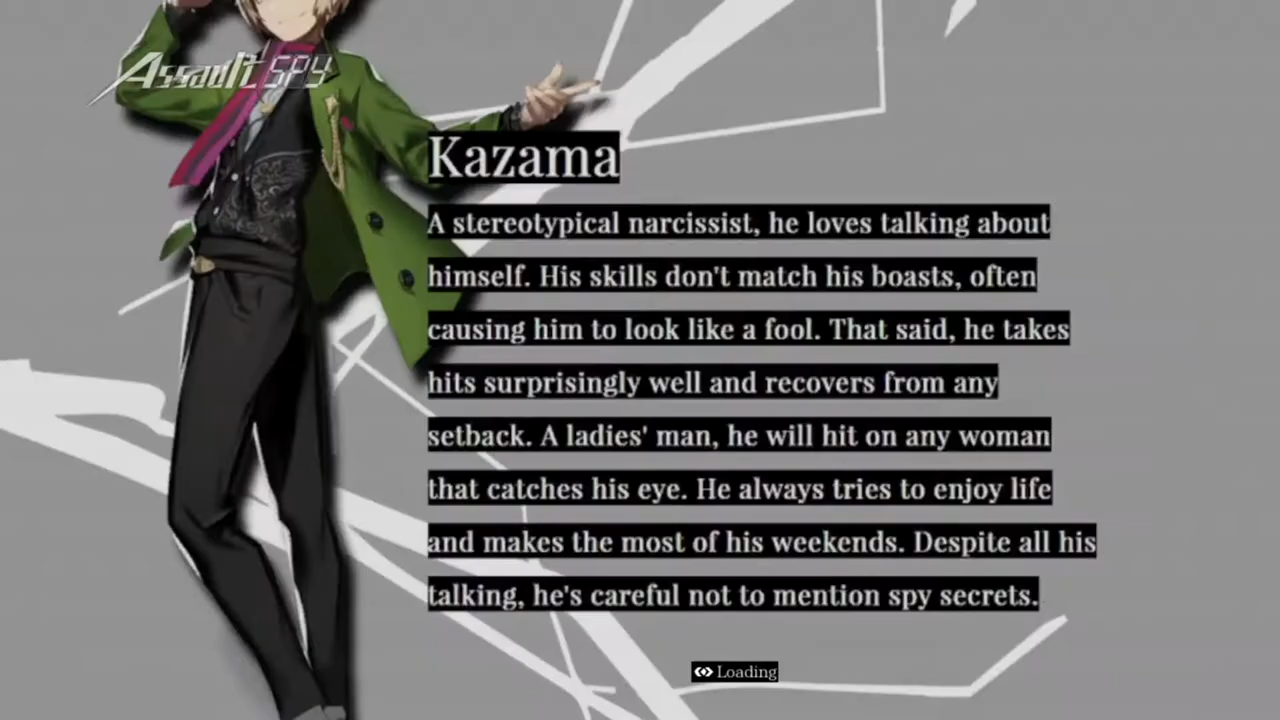 Assault SPY
Kazama
A stereotypical narcissist, he loves talking about
himself. His skills don't match his boasts, often
causing him to look like a fool. That said, he takes
hits surprisingly well and recovers from any
setback. A ladies' man, he will hit on any woman
that catches his eye. He always tries to enjoy life
and makes the most of his weekends. Despite all his
talking, he's careful not to mention spy secrets.
Loading